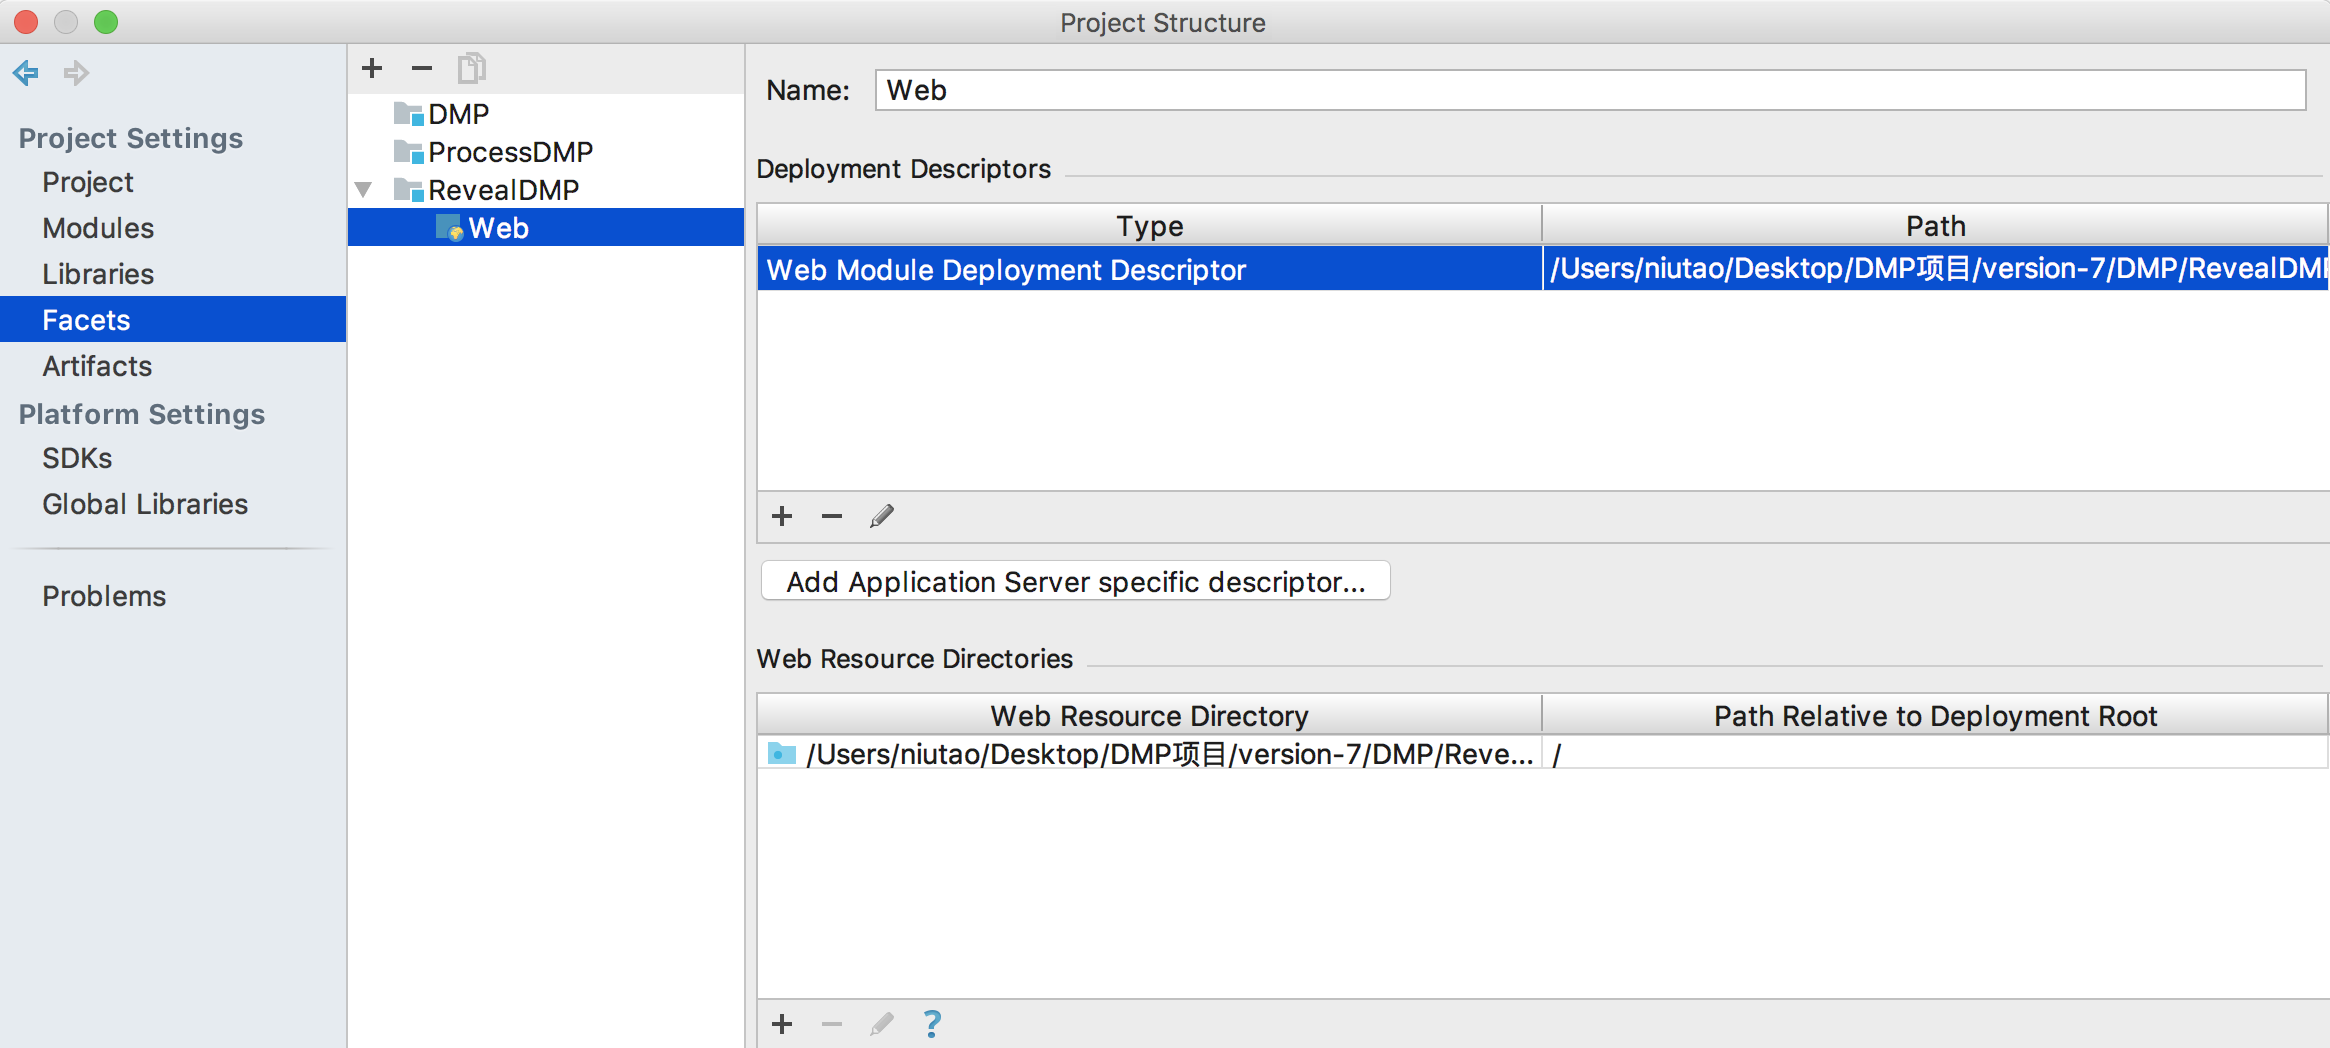 Project Structure
Project Settings
Project
Modules
Libraries
Facets
Artifacts
Platform Settings
SDKs
Global Libraries
Problems
DMP
ProcessDMP
RevealDMP
Web
Name: Web
Deployment Descriptors
Type Path
Web Module Deployment Descriptor /Users/niutao/Desktop/DMP项目/version-7/DMP/RevealDMP
Add Application Server specific descriptor...
Web Resource Directories
Web Resource Directory Path Relative to Deployment Root
/Users/niutao/Desktop/DMP项目/version-7/DMP/Reve... /